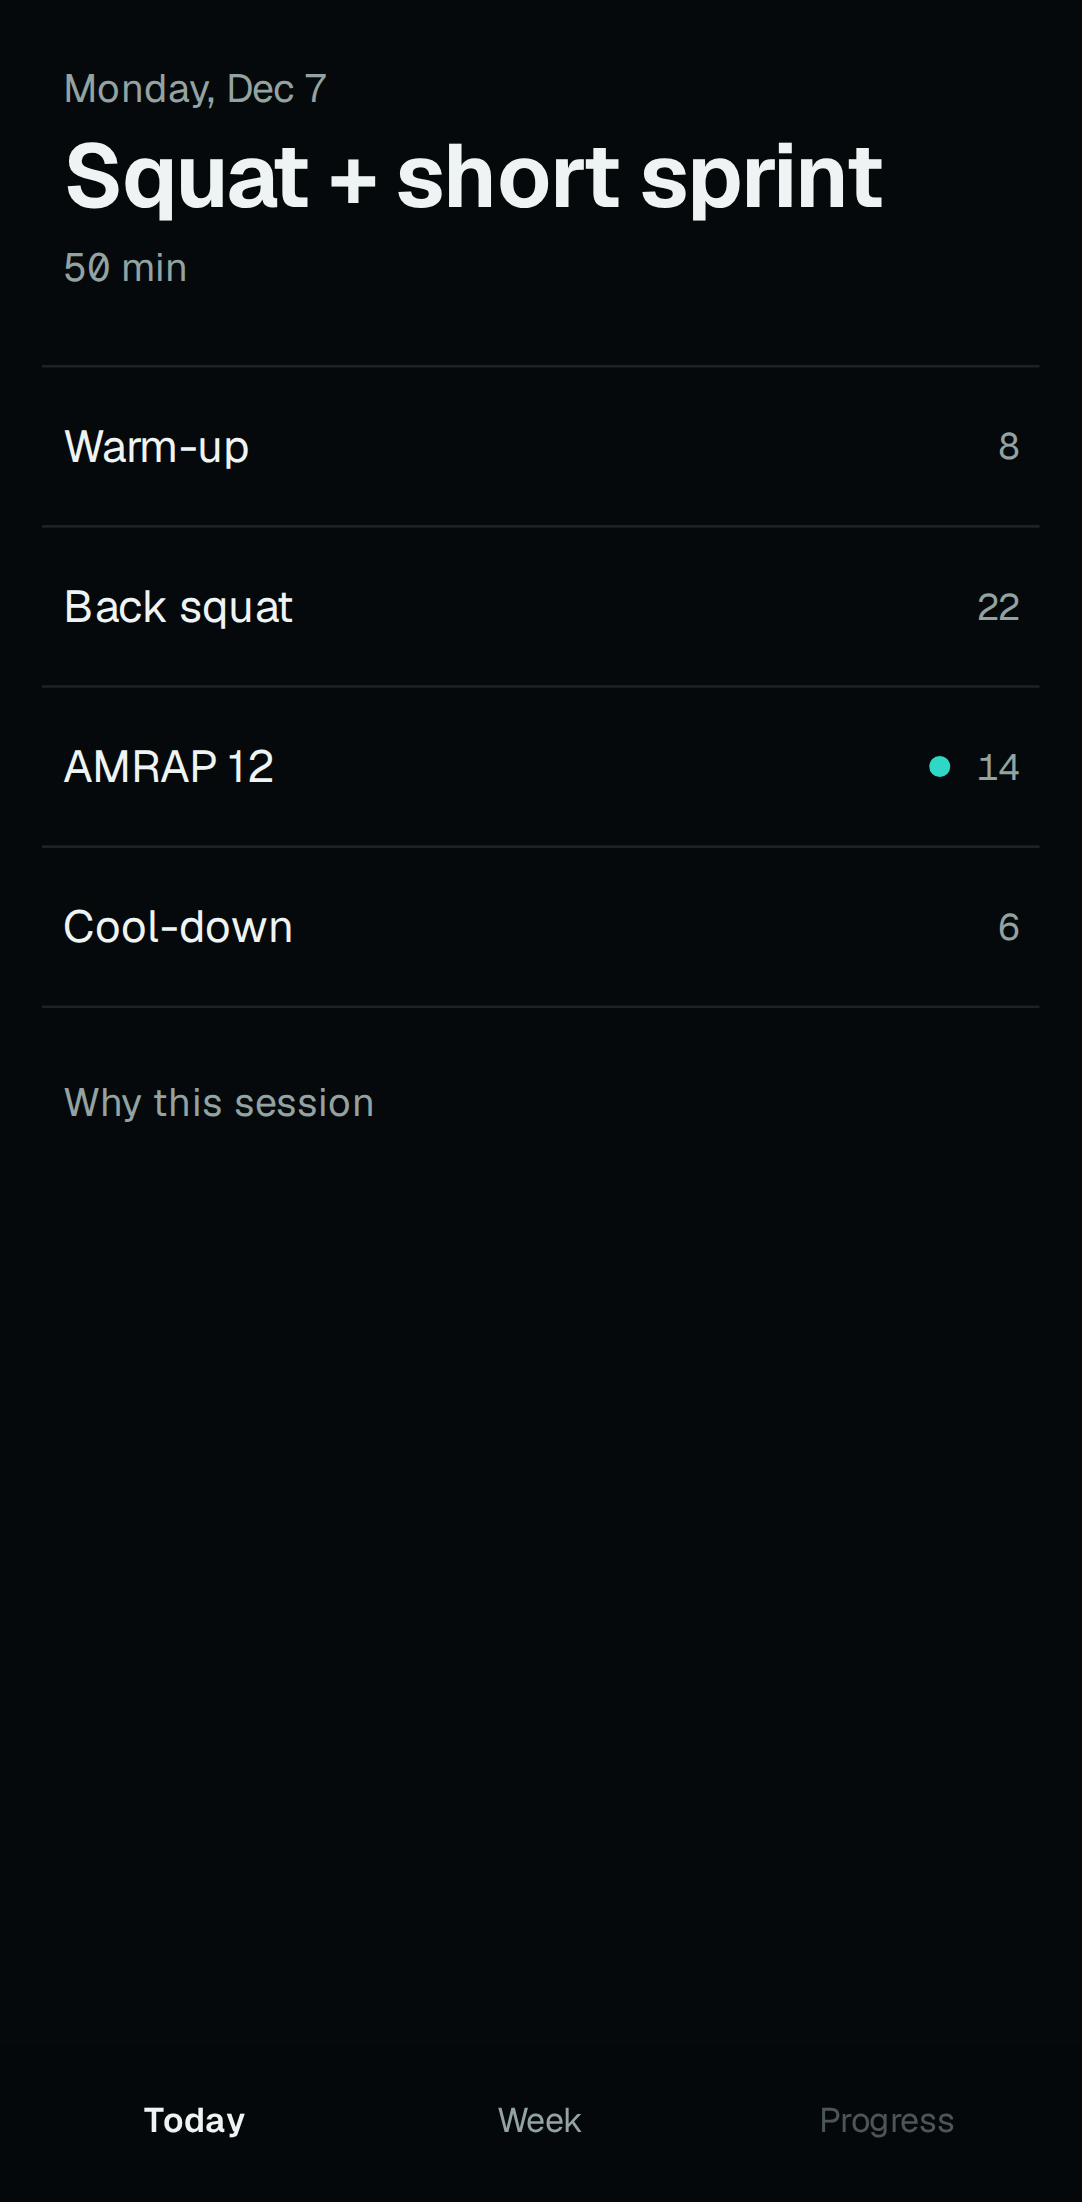 Monday, Dec 7
Squat + short sprint
50 min
Warm-up 8
Back squat 22
AMRAP 12 14
Cool-down 6
Why this session
Today Week Progress